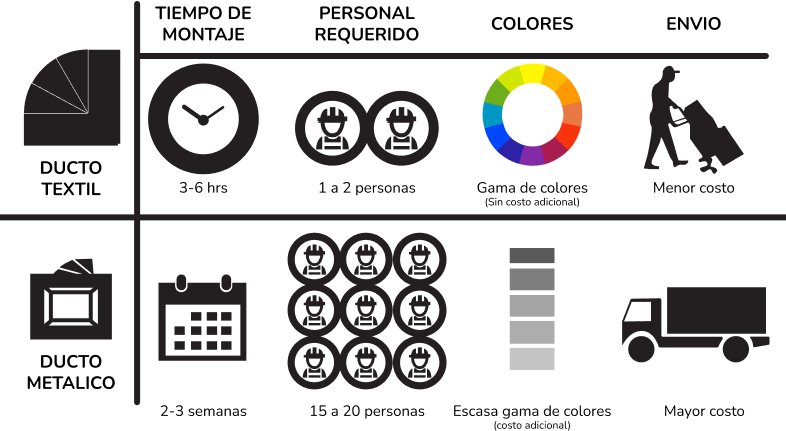 TIEMPO DE
MONTAJE
PERSONAL
REQUERIDO
COLORES
ENVIO
DUCTO
TEXTIL
3-6 hrs
1 a 2 personas
Gama de colores
(Sin costo adicional)
Menor costo
DUCTO
METALICO
2-3 semanas
15 a 20 personas
Escasa gama de colores
(costo adicional)
Mayor costo